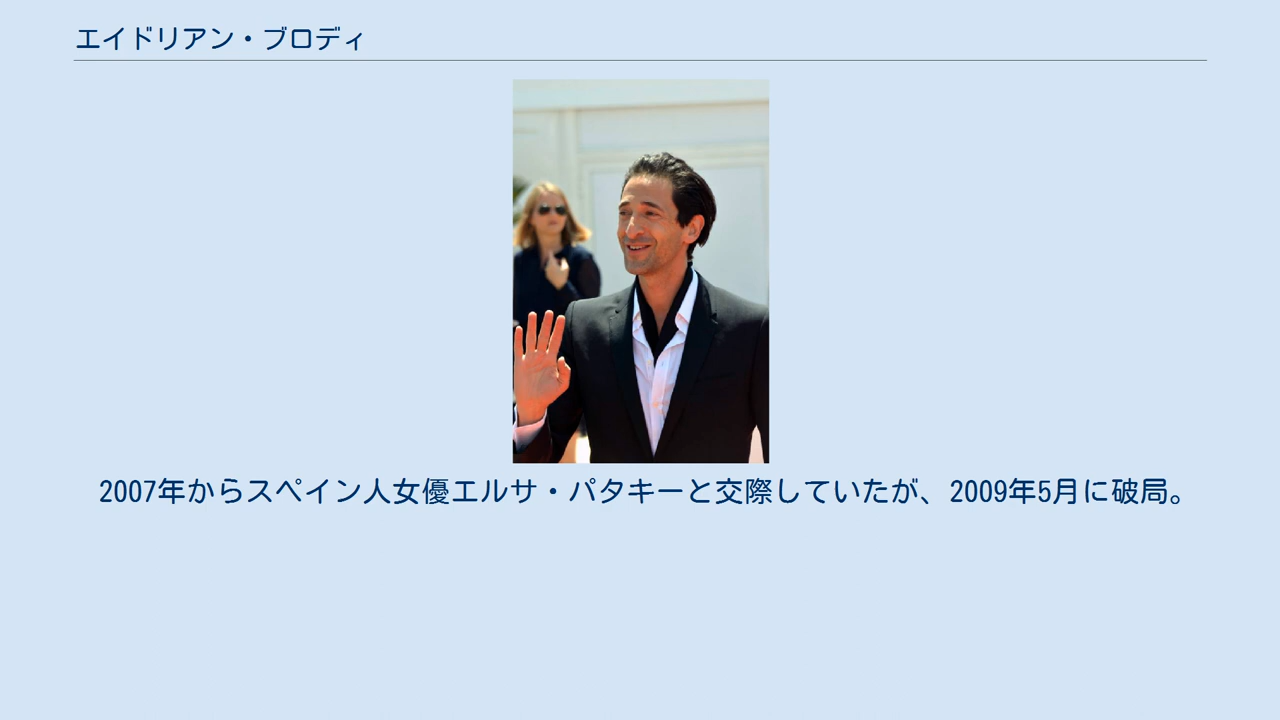 エイドリアン・ブロディ
2007年からスペイン人女優エルサ・パタキーと交際していたが、2009年5月に破局。